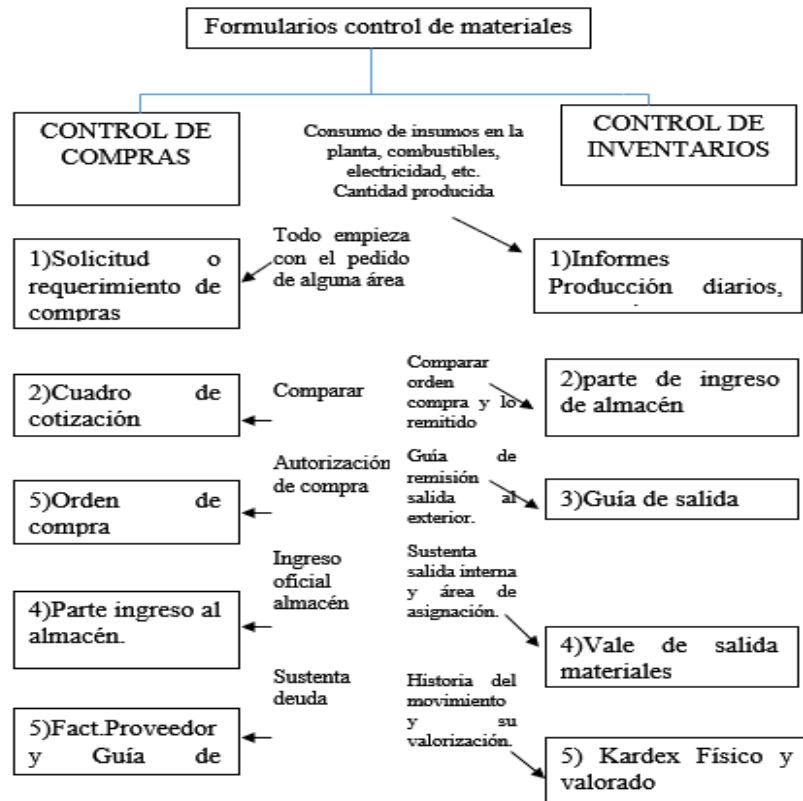 Formularios control de materiales
CONTROL DE
COMPRAS
Consumo de insumos en la
planta, combustibles,
electricidad, etc.
Cantidad producida
CONTROL DE
INVENTARIOS
1)Solicitud o
requerimiento de
compras
Todo empieza
con el pedido
de alguna área
1)Informes
Producción diarios,
2)Cuadro de
cotización
Comparar
Comparar
orden
compra y lo
remitido
2)parte de ingreso
de almacén
5)Orden de
compra
Autorización
de compra
Guía de
remisión
salida al
exterior.
3)Guía de salida
4)Parte ingreso al
almacén.
Ingreso
oficial
almacén
Sustenta
salida interna
y área de
asignación.
4)Vale de salida
materiales
5)Fact.Proveedor
y Guía de
Sustenta
deuda
Historia del
movimiento
y su
valorización.
5) Kardex Físico y
valorado